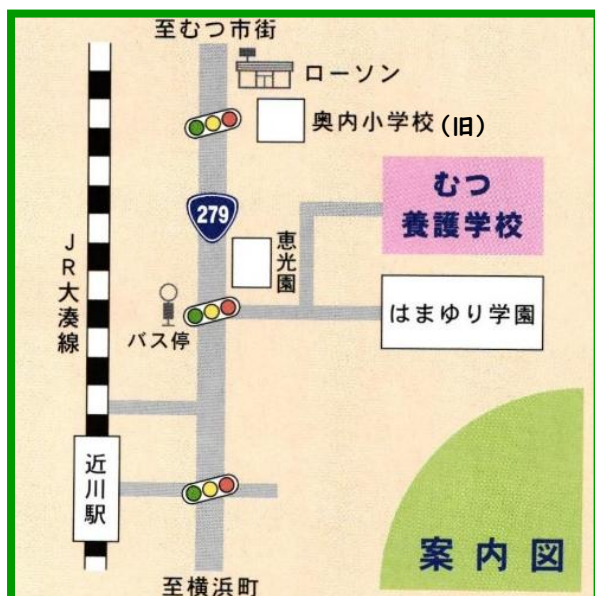 至むつ市街
ローソン
奥内小学校(旧)
むつ
養護学校
279
恵光園
JR大湊線
はまゆり学園
バス停
近川駅
案内図
至横浜町